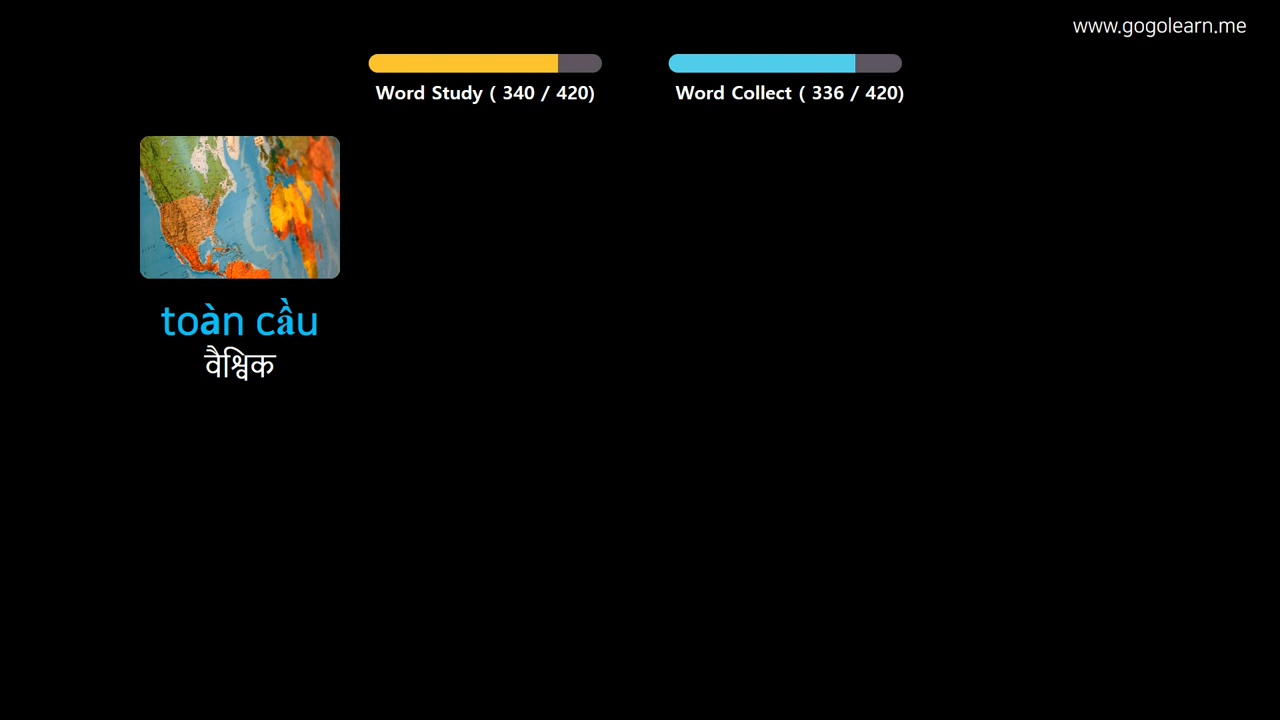 www.gogolearn.me
Word Study ( 340 / 420)
Word Collect ( 336 / 420)
toàn cầu
वैश्विक